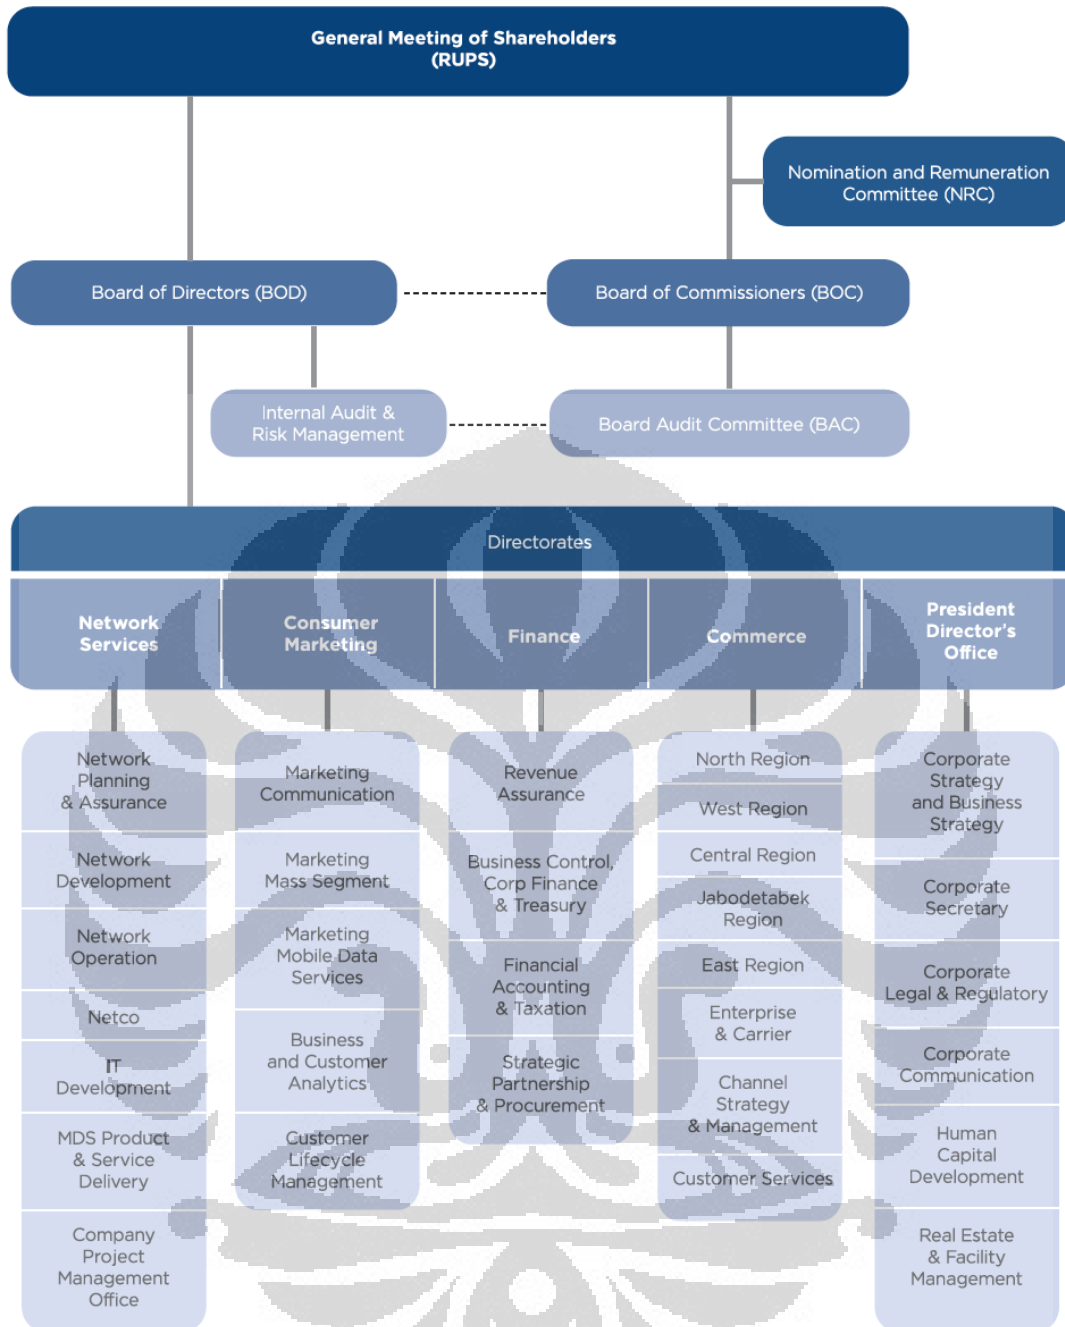 General Meeting of Shareholders
(RUPS)
Nomination and Remuneration
Committee (NRC)
Board of Directors (BOD)
Board of Commissioners (BOC)
Internal Audit &
Risk Management
Board Audit Committee (BAC)
Directorates
Network
Services
Consumer
Marketing
Finance
Commerce
President
Director's
Office
Network
Planning
& Assurance
Network
Development
Network
Operation
Netco
IT
Development
MDS Product
& Service
Delivery
Company
Project
Management
Office
Marketing
Communication
Marketing
Mass Segment
Marketing
Mobile Data
Services
Business
and Customer
Analytics
Customer
Lifecycle
Management
Revenue
Assurance
Business Control,
Corp Finance
& Treasury
Financial
Accounting
& Taxation
Strategic
Partnership
& Procurement
North Region
West Region
Central Region
Jabodetabek
Region
East Region
Enterprise
& Carrier
Channel
Strategy
& Management
Customer Services
Corporate
Strategy
and Business
Strategy
Corporate
Secretary
Corporate
Legal & Regulatory
Corporate
Communication
Human
Capital
Development
Real Estate
& Facility
Management